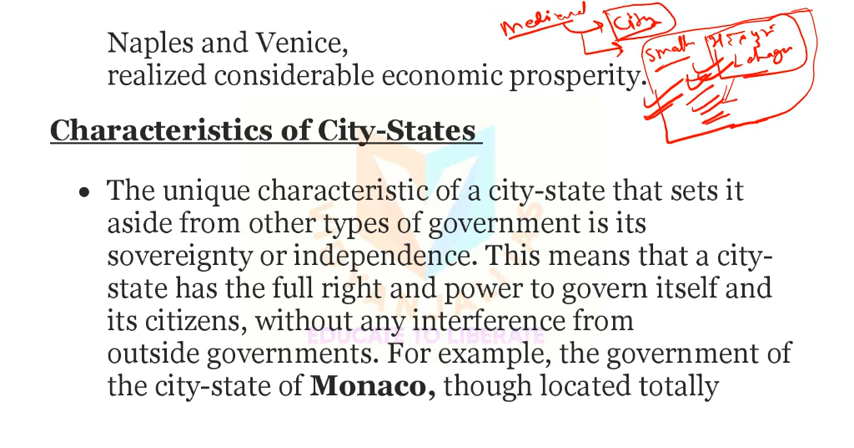 Medieval
City
small
Naples and Venice,
realized considerable economic prosperity.
Characteristics of City-States
• The unique characteristic of a city-state that sets it
aside from other types of government is its
sovereignty or independence. This means that a city-
state has the full right and power to govern itself and
its citizens, without any interference from
outside governments. For example, the government of
the city-state of Monaco, though located totally
EDUCATE TO LIBERATE